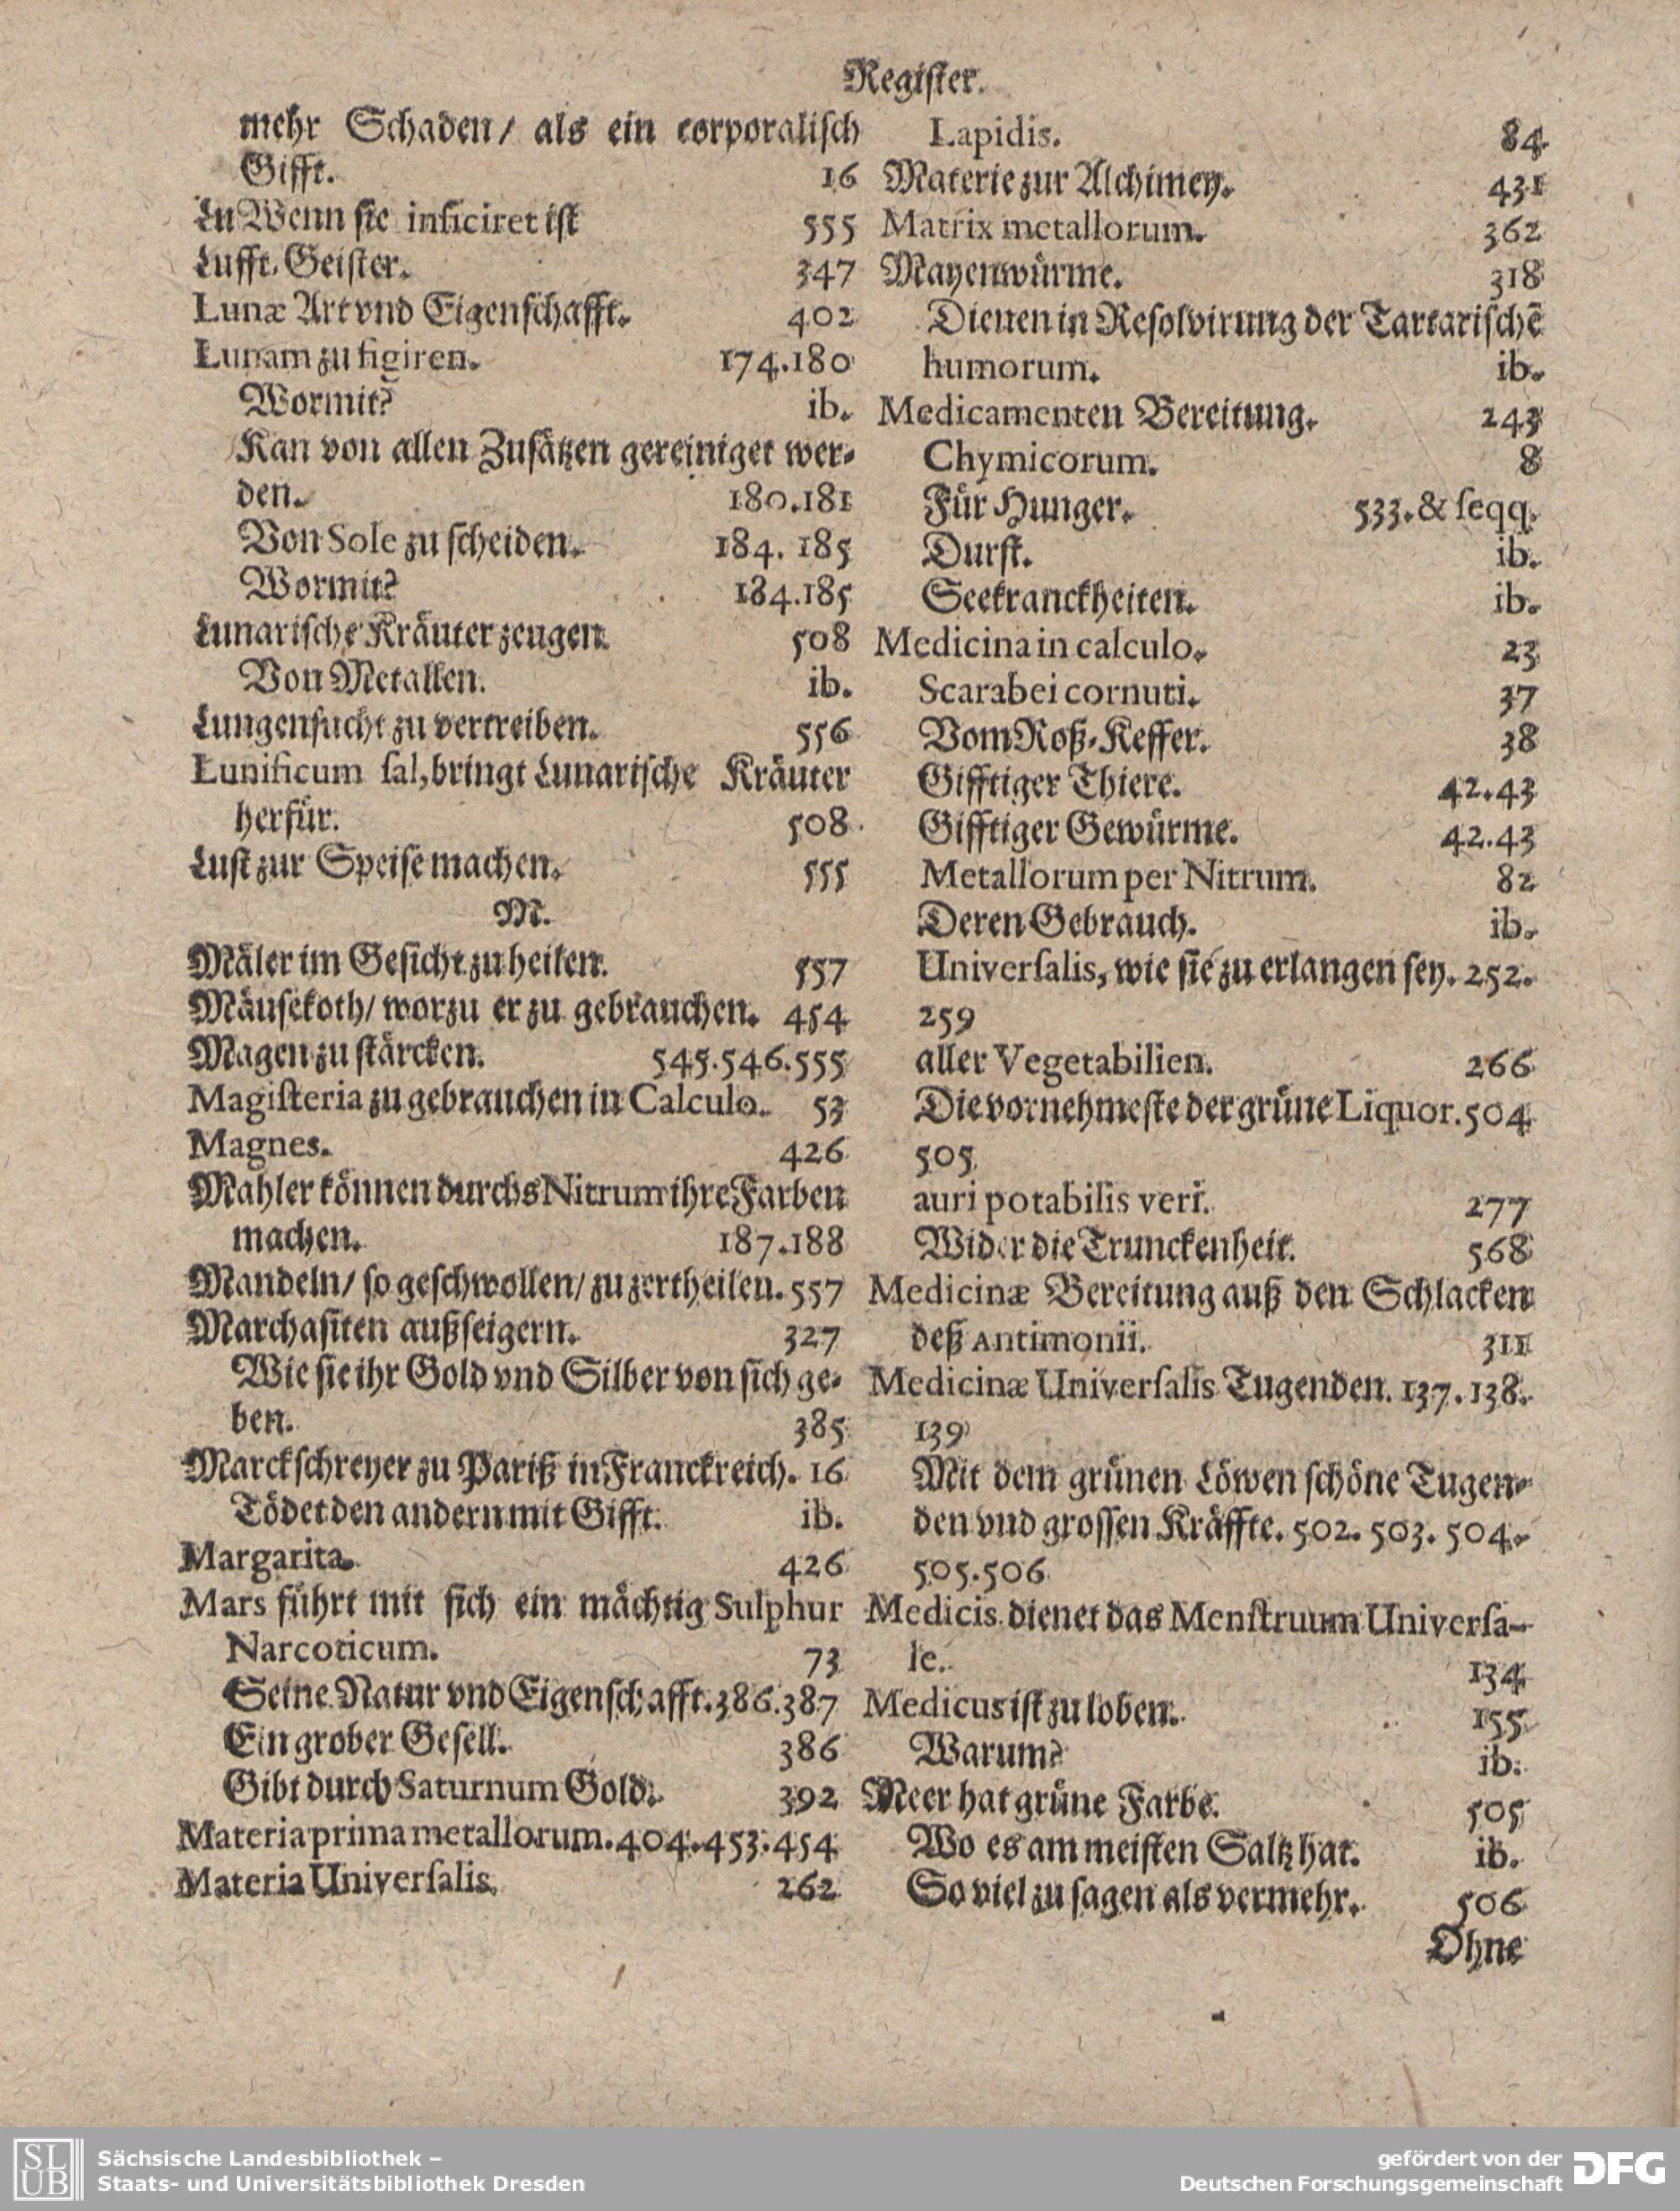 Register.
mehr Schaden/ als ein corporalisch
Gifft. 16
Lu Wenn sie inficiret ist 555
Lufft-Geister. 347
Lunæ Art vnd Eigenschafft. 402
Lunam zu figiren. 174.180
Wormit? ib.
Kan von allen Zusätzen gereiniget wer-
den. 180.181
Von Sole zu scheiden. 184. 185
Wormit? 184.185
Lunarische Kräuter zeugen. 508
Von Metallen. ib.
Lungensucht zu vertreiben. 556
Lunificum sal, bringt Lunarische Kräuter
herfür. 508
Lust zur Speise machen. 555
M.
Mäler im Gesicht zu heilen. 557
Mäusekoth/ worzu er zu gebrauchen. 454
Magen zu stärcken. 545.546.555
Magisteria zu gebrauchen in Calculo. 53
Magnes. 426
Mahler können durchs Nitrum ihre Farben
machen. 187.188
Mandeln/ so geschwollen/ zu zertheilen. 557
Marchasiten außseigern. 327
Wie sie ihr Gold vnd Silber von sich ge-
ben. 385
Marckschreyer zu Pariß in Franckreich. 16
Tödet den andern mit Gifft. ib.
Margarita. 426
Mars führt mit sich ein mächtig Sulphur
Narcoticum. 73
Seine Natur vnd Eigenschafft. 386.387
Ein grober Gesell. 386
Gibt durch Saturnum Gold. 392
Materia prima metallorum. 404.453.454
Materia Universalis. 262
Lapidis. 84
Materie zur Alchimey. 431
Matrix metallorum. 362
Mayenwürme. 318
Dienen in Resolvirung der Tartarischẽ
humorum. ib.
Medicamenten Bereitung. 243
Chymicorum. 8
Für Hunger. 533. & seqq.
Durst. ib.
Seekranckheiten. ib.
Medicina in calculo. 23
Scarabei cornuti. 37
Vom Roß-Keffer. 38
Gifftiger Thiere. 42.43
Gifftiger Gewürme. 42.43
Metallorum per Nitrum. 82
Deren Gebrauch. ib.
Universalis, wie sie zu erlangen sey. 252.
259
aller Vegetabilien. 266
Die vornehmeste der grüne Liquor. 504
505
auri potabilis veri. 277
Wider die Trunckenheit. 568
Medicinæ Bereitung auß den Schlacken
deß Antimonii. 311
Medicinæ Universalis Tugenden. 137.138.
139
Mit dem grünen Löwen schöne Tugen-
den vnd grossen Kräffte. 502. 503. 504.
505.506
Medicis dienet das Menstruum Universa-
le. 134
Medicus ist zu loben. 155
Warum? ib.
Meer hat grüne Farbe. 505
Wo es am meisten Saltz hat. ib.
So viel zu sagen als vermehr. 506
Ohne
SLUB
Sächsische Landesbibliothek –
Staats- und Universitätsbibliothek Dresden
gefördert von der
Deutschen Forschungsgemeinschaft
DFG